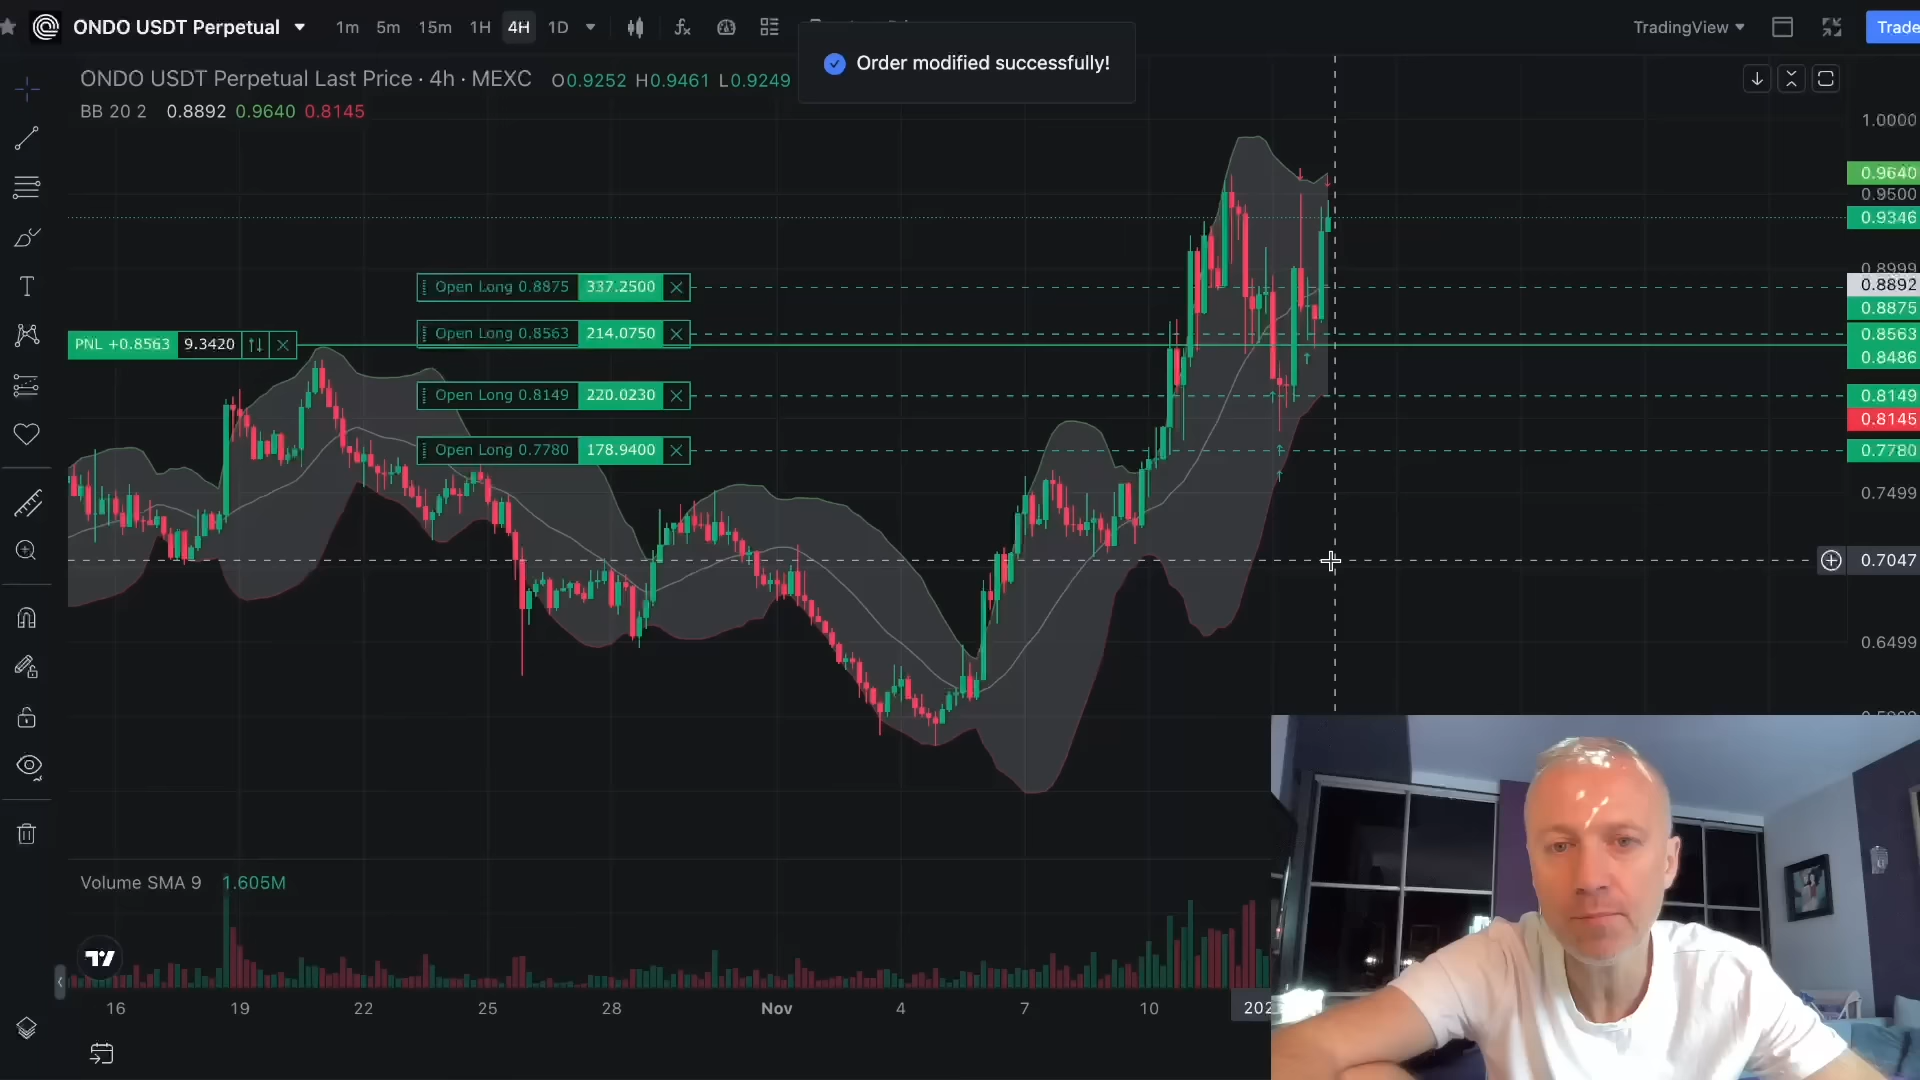 ONDO USDT Perpetual 1m 5m 15m 1H 4H 1D TradingView Trade
Order modified successfully!
ONDO USDT Perpetual Last Price · 4h · MEXC O0.9252 H0.9461 L0.9249
BB 20 2 0.8892 0.9640 0.8145
1.0000
0.9640
0.9500
0.9346
0.8999
0.8892
Open Long 0.8875 337.2500
0.8875
Open Long 0.8563 214.0750
0.8563
PNL +0.8563 9.3420
0.8486
Open Long 0.8149 220.0230
0.8149
0.8145
Open Long 0.7780 178.9400
0.7780
0.7499
0.7047
0.6499
Volume SMA 9 1.605M
16 19 22 25 28 Nov 4 7 10 202